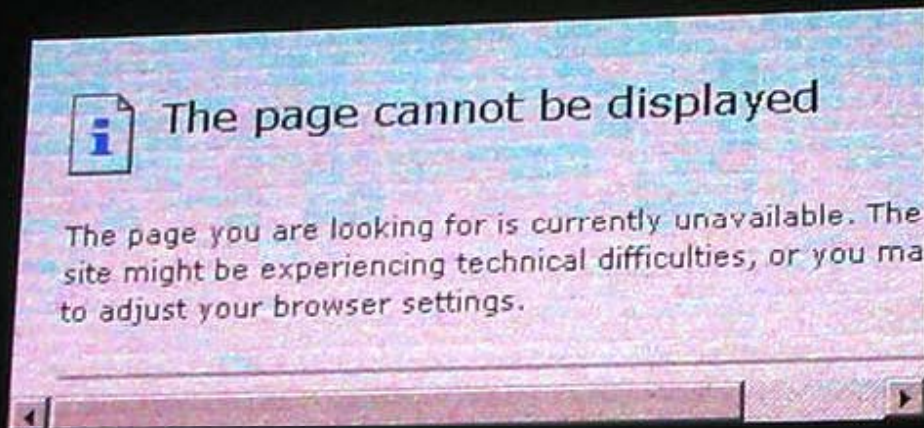 i
The page cannot be displayed
The page you are looking for is currently unavailable. The
site might be experiencing technical difficulties, or you ma
to adjust your browser settings.